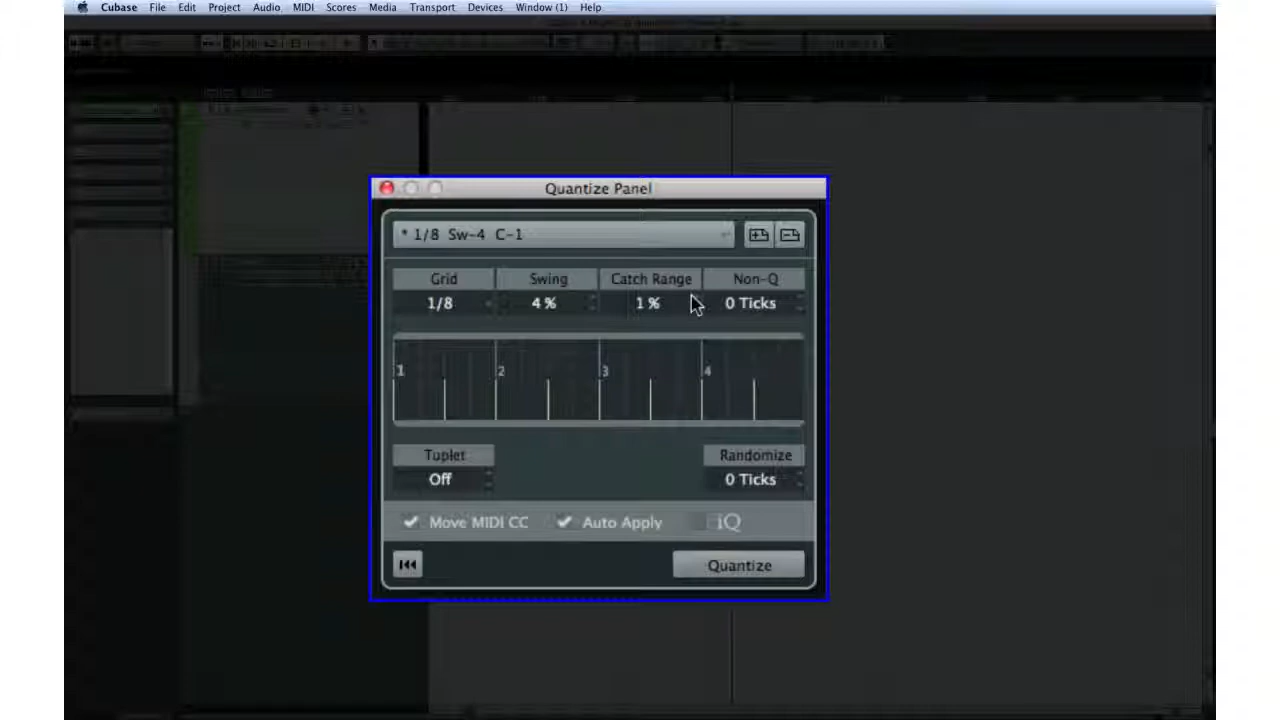 Cubase File Edit Project Audio MIDI Scores Media Transport Devices Window (1) Help
Quantize Panel
* 1/8 Sw-4 C-1
Grid Swing Catch Range Non-Q
1/8 4 % 1 % 0 Ticks
1 2 3 4
Tuplet Randomize
Off 0 Ticks
Move MIDI CC Auto Apply iQ
Quantize